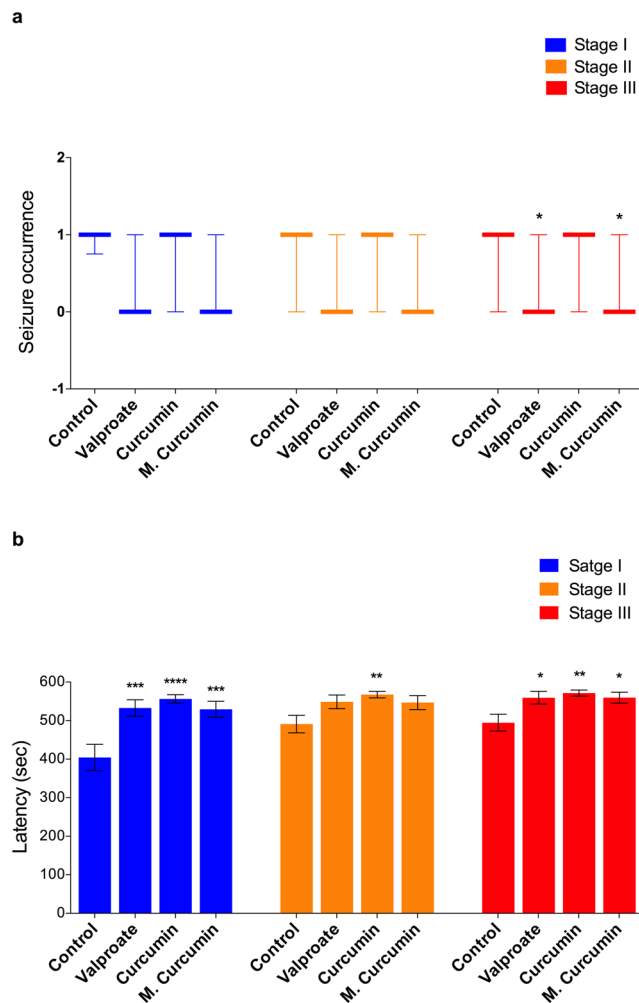 a
Stage I
Stage II
Stage III
2
1
0
-1
Seizure occurrence
*
*
Control
Valproate
Curcumin
M. Curcumin
Control
Valproate
Curcumin
M. Curcumin
Control
Valproate
Curcumin
M. Curcumin
b
Satge I
Stage II
Stage III
600
500
400
300
200
100
0
Latency (sec)
***
****
***
**
*
**
*
Control
Valproate
Curcumin
M. Curcumin
Control
Valproate
Curcumin
M. Curcumin
Control
Valproate
Curcumin
M. Curcumin